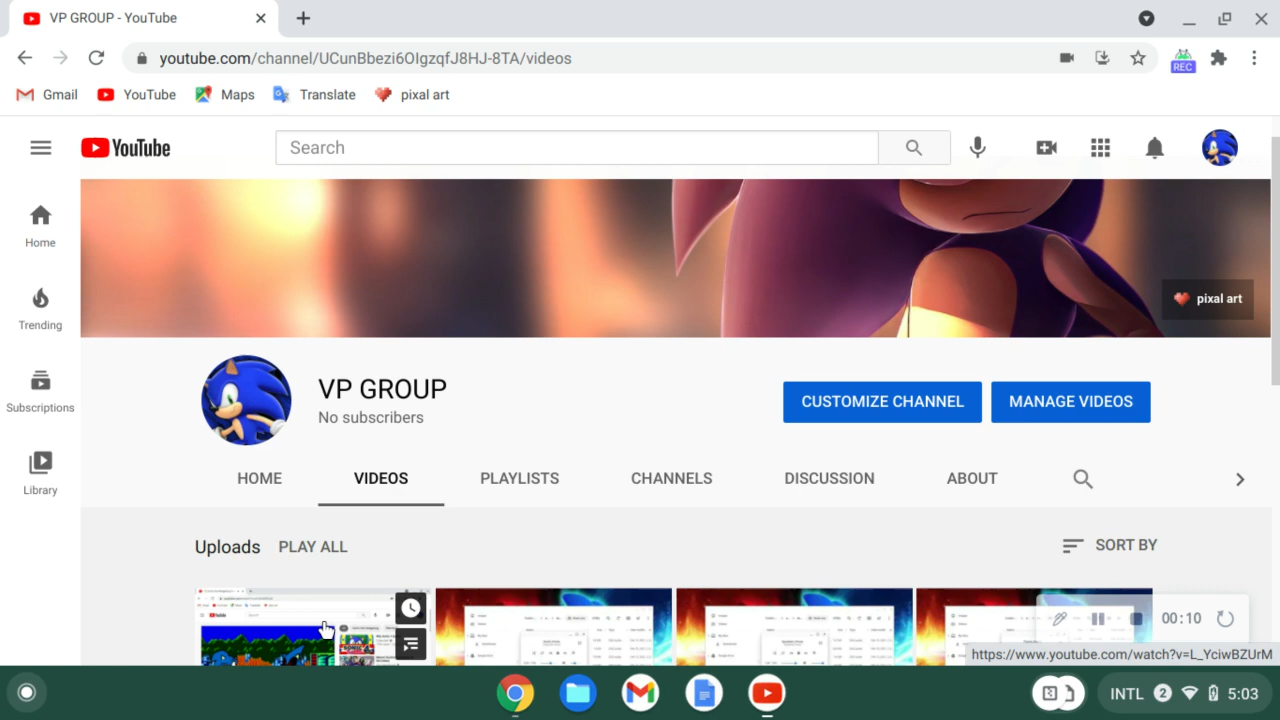 VP GROUP - YouTube
youtube.com/channel/UCunBbezi6OIgzqfJ8HJ-8TA/videos
REC
Gmail YouTube Maps Translate pixal art
YouTube
Search
Home
Trending
Subscriptions
Library
pixal art
VP GROUP
No subscribers
CUSTOMIZE CHANNEL
MANAGE VIDEOS
HOME VIDEOS PLAYLISTS CHANNELS DISCUSSION ABOUT
Uploads PLAY ALL
SORT BY
00:10
https://www.youtube.com/watch?v=L_YciwBZUrM
INTL 2 5:03